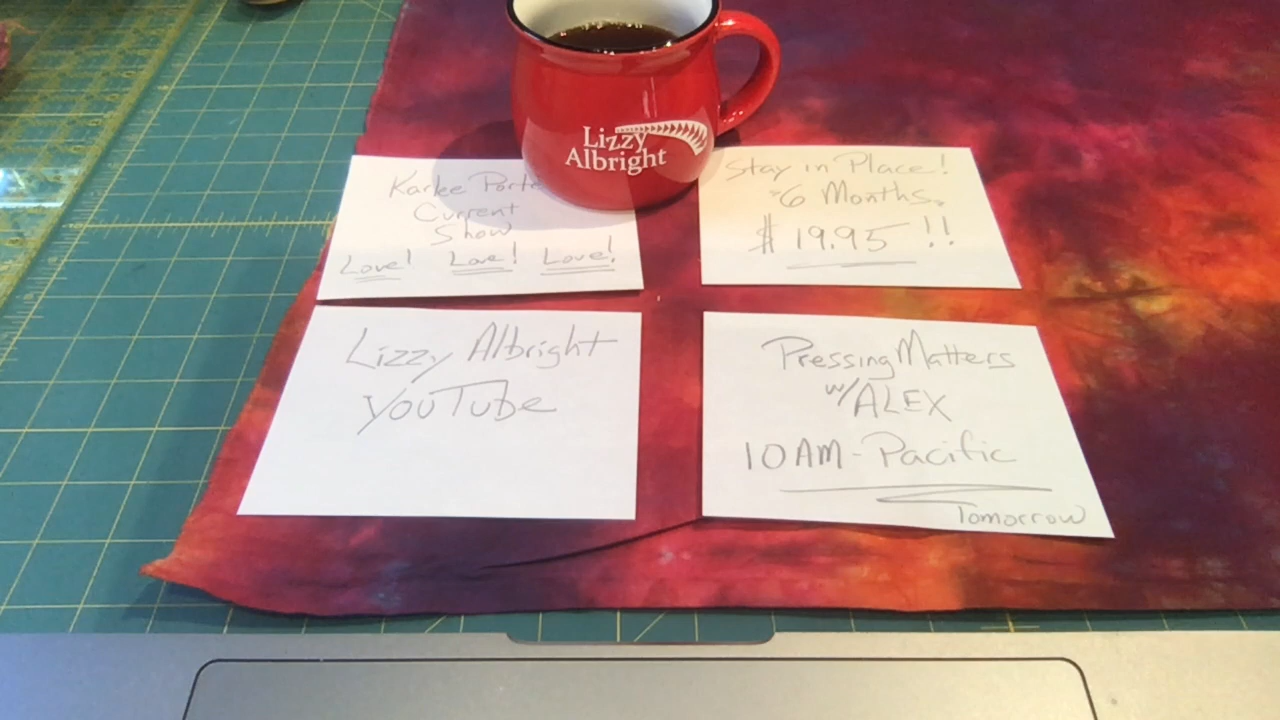 Lizzy
Albright
Karlee Porte
Current
Show
Love! Love! Love!
Stay in Place!
6 Months
$19.95!!
Lizzy Albright
YouTube
Pressing Matters
w/ALEX
10AM - Pacific
Tomorrow